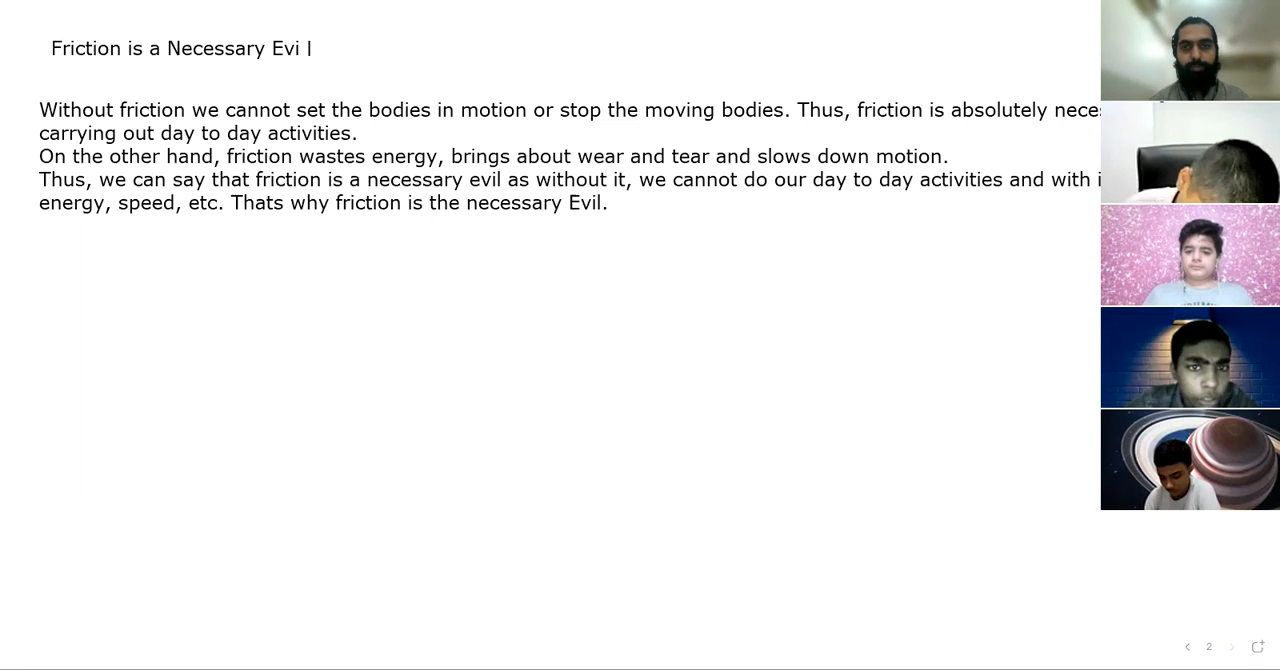 Friction is a Necessary Evi l
Without friction we cannot set the bodies in motion or stop the moving bodies. Thus, friction is absolutely
carrying out day to day activities.
On the other hand, friction wastes energy, brings about wear and tear and slows down motion.
Thus, we can say that friction is a necessary evil as without it, we cannot do our day to day activities and with
energy, speed, etc. Thats why friction is the necessary Evil.
2